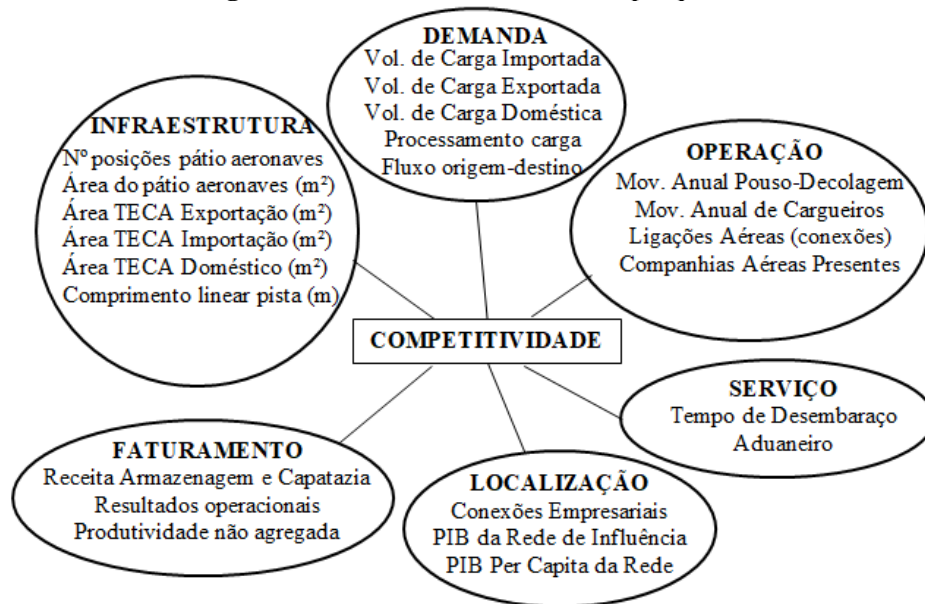 DEMANDA
Vol. de Carga Importada
Vol. de Carga Exportada
Vol. de Carga Doméstica
Processamento carga
Fluxo origem-destino
INFRAESTRUTURA
Nº posições pátio aeronaves
Área do pátio aeronaves (m²)
Área TECA Exportação (m²)
Área TECA Importação (m²)
Área TECA Doméstico (m²)
Comprimento linear pista (m)
OPERAÇÃO
Mov. Anual Pouso-Decolagem
Mov. Anual de Cargueiros
Ligações Aéreas (conexões)
Companhias Aéreas Presentes
COMPETITIVIDADE
SERVIÇO
Tempo de Desembaraço
Aduaneiro
FATURAMENTO
Receita Armazenagem e Capatazia
Resultados operacionais
Produtividade não agregada
LOCALIZAÇÃO
Conexões Empresariais
PIB da Rede de Influência
PIB Per Capita da Rede